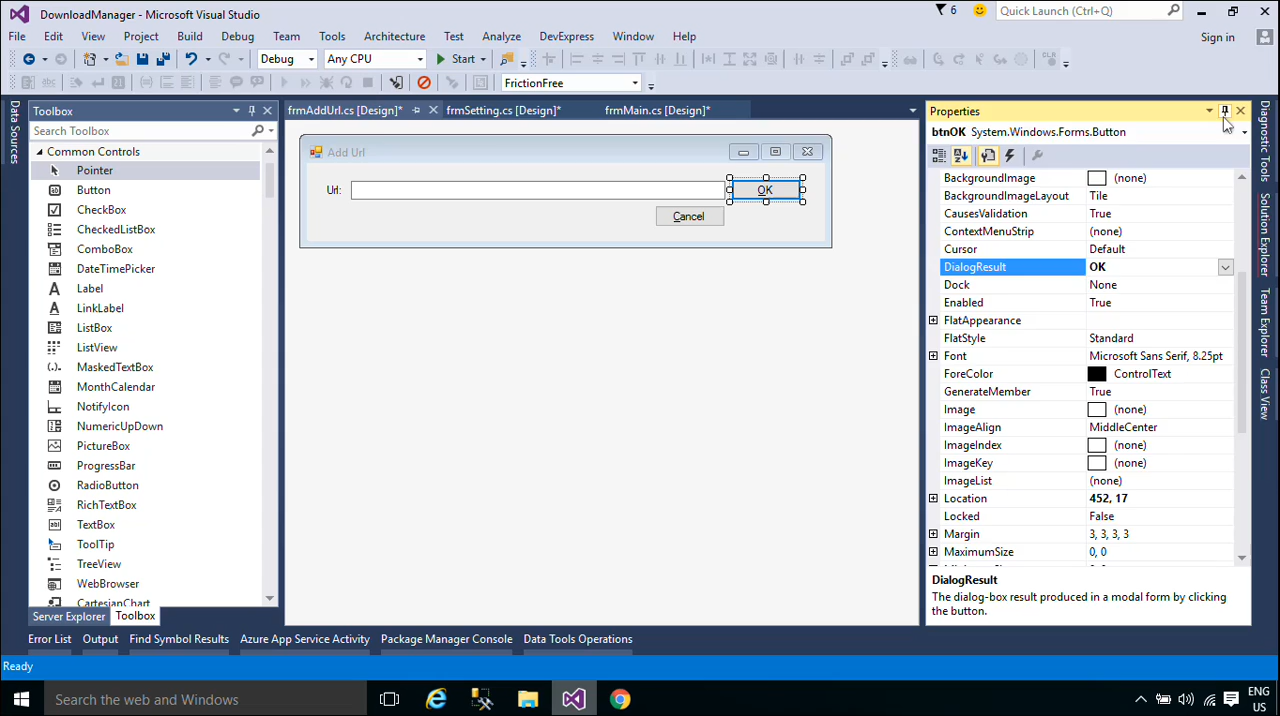 DownloadManager - Microsoft Visual Studio
6
Quick Launch (Ctrl+Q)
File Edit View Project Build Debug Team Tools Architecture Test Analyze DevExpress Window Help
Sign in
Debug
Any CPU
Start
FrictionFree
Data Sources
Toolbox
Search Toolbox
Common Controls
Pointer
Button
CheckBox
CheckedListBox
ComboBox
DateTimePicker
Label
LinkLabel
ListBox
ListView
MaskedTextBox
MonthCalendar
NotifyIcon
NumericUpDown
PictureBox
ProgressBar
RadioButton
RichTextBox
TextBox
ToolTip
TreeView
WebBrowser
CartesianChart
Server Explorer
Toolbox
frmAddUrl.cs [Design]*
frmSetting.cs [Design]*
frmMain.cs [Design]*
Add Url
Url:
OK
Cancel
Properties
btnOK System.Windows.Forms.Button
BackgroundImage (none)
BackgroundImageLayout Tile
CausesValidation True
ContextMenuStrip (none)
Cursor Default
DialogResult OK
Dock None
Enabled True
FlatAppearance
FlatStyle Standard
Font Microsoft Sans Serif, 8.25pt
ForeColor ControlText
GenerateMember True
Image (none)
ImageAlign MiddleCenter
ImageIndex (none)
ImageKey (none)
ImageList (none)
Location 452, 17
Locked False
Margin 3, 3, 3, 3
MaximumSize 0, 0
DialogResult
The dialog-box result produced in a modal form by clicking
the button.
Diagnostic Tools
Solution Explorer
Team Explorer
Class View
Error List
Output
Find Symbol Results
Azure App Service Activity
Package Manager Console
Data Tools Operations
Ready
Search the web and Windows
ENG
US